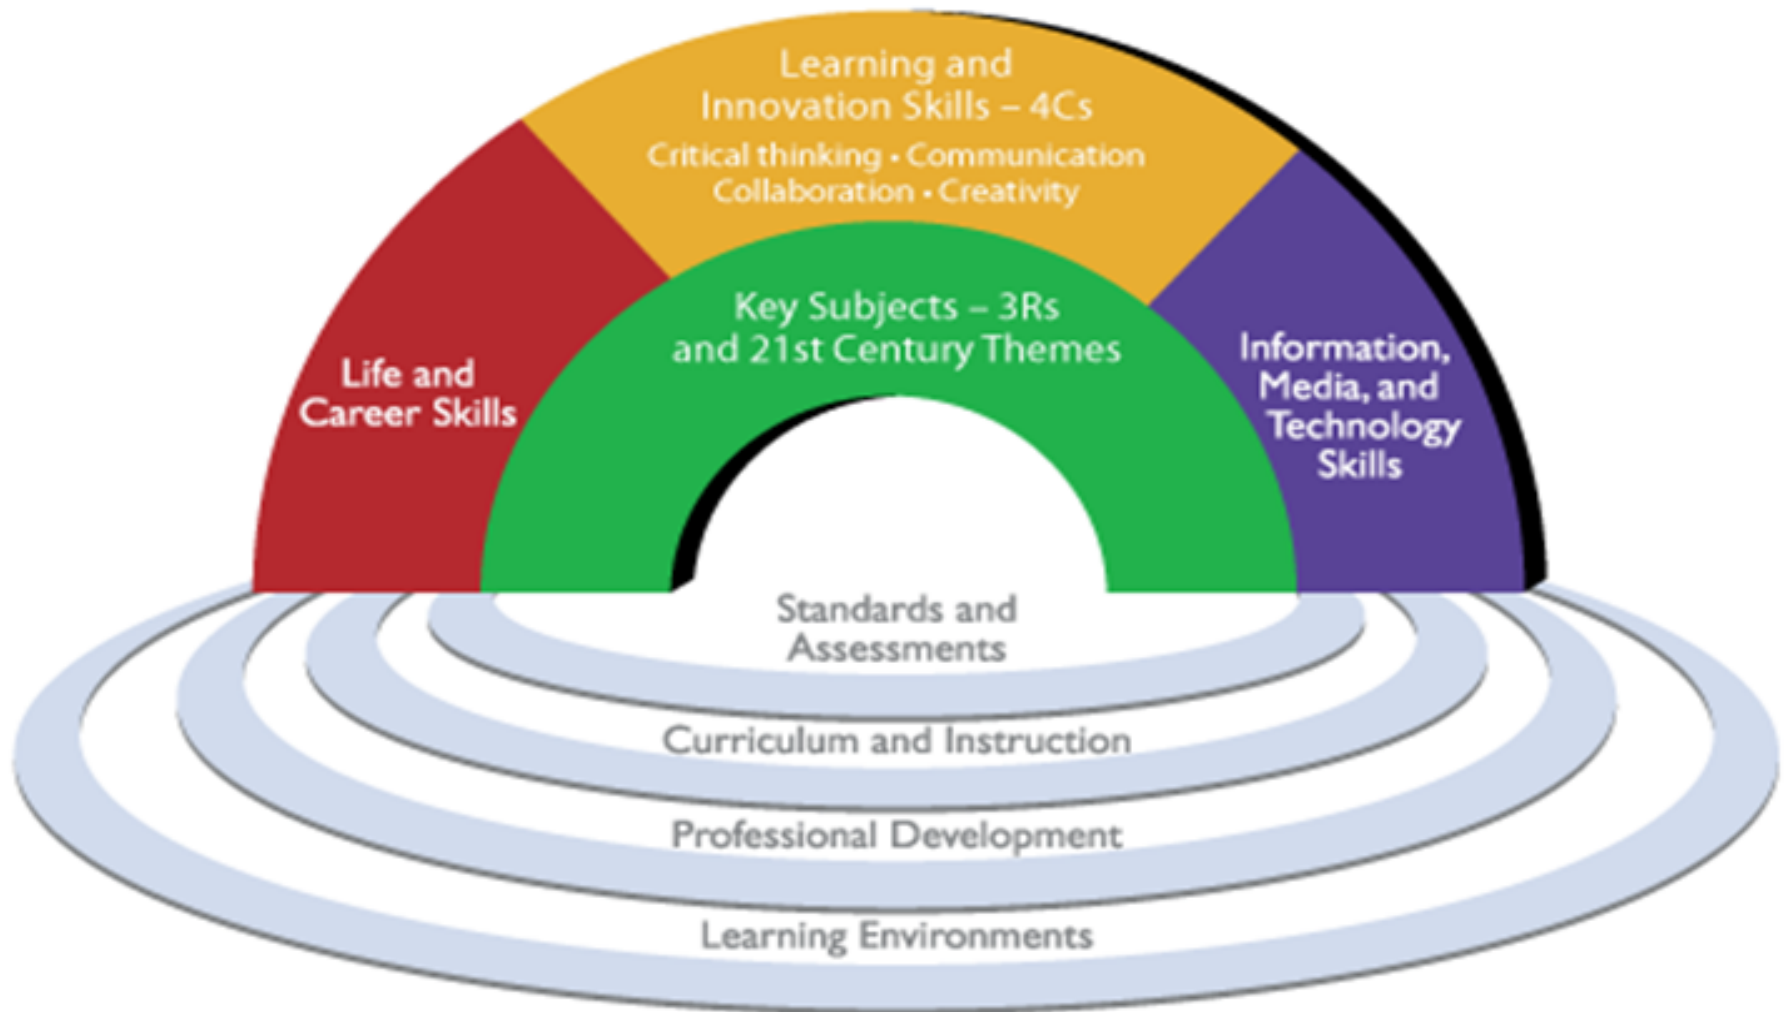 Learning and
Innovation Skills – 4Cs
Critical thinking • Communication
Collaboration • Creativity
Key Subjects – 3Rs
and 21st Century Themes
Life and
Career Skills
Information,
Media, and
Technology
Skills
Standards and
Assessments
Curriculum and Instruction
Professional Development
Learning Environments